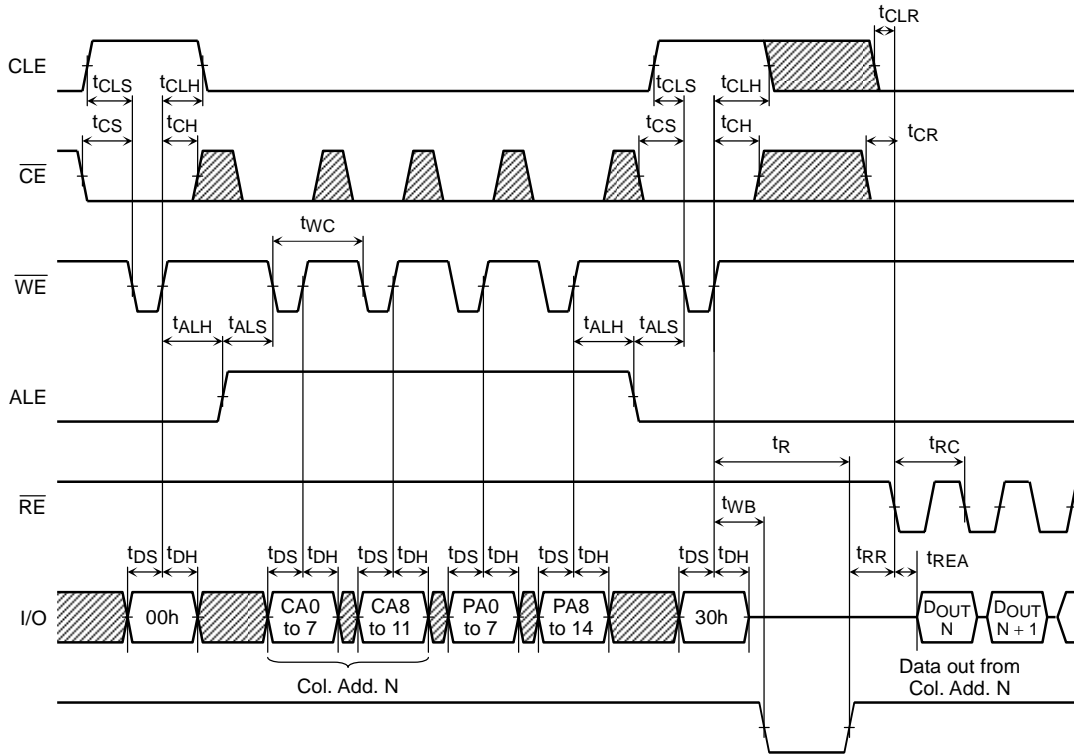 tCLR
CLE
tCLS tCLH tCLS tCLH
tCS tCH tCS tCH tCR
CE
tWC
WE
tALH tALS tALH tALS
ALE
tR tRC
RE
tWB
tDS tDH tDS tDH tDS tDH tDS tDH tDS tDH tDS tDH tRR tREA
I/O 00h CA0 to 7 CA8 to 11 PA0 to 7 PA8 to 14 30h DOUT N DOUT N + 1
Col. Add. N
Data out from
Col. Add. N